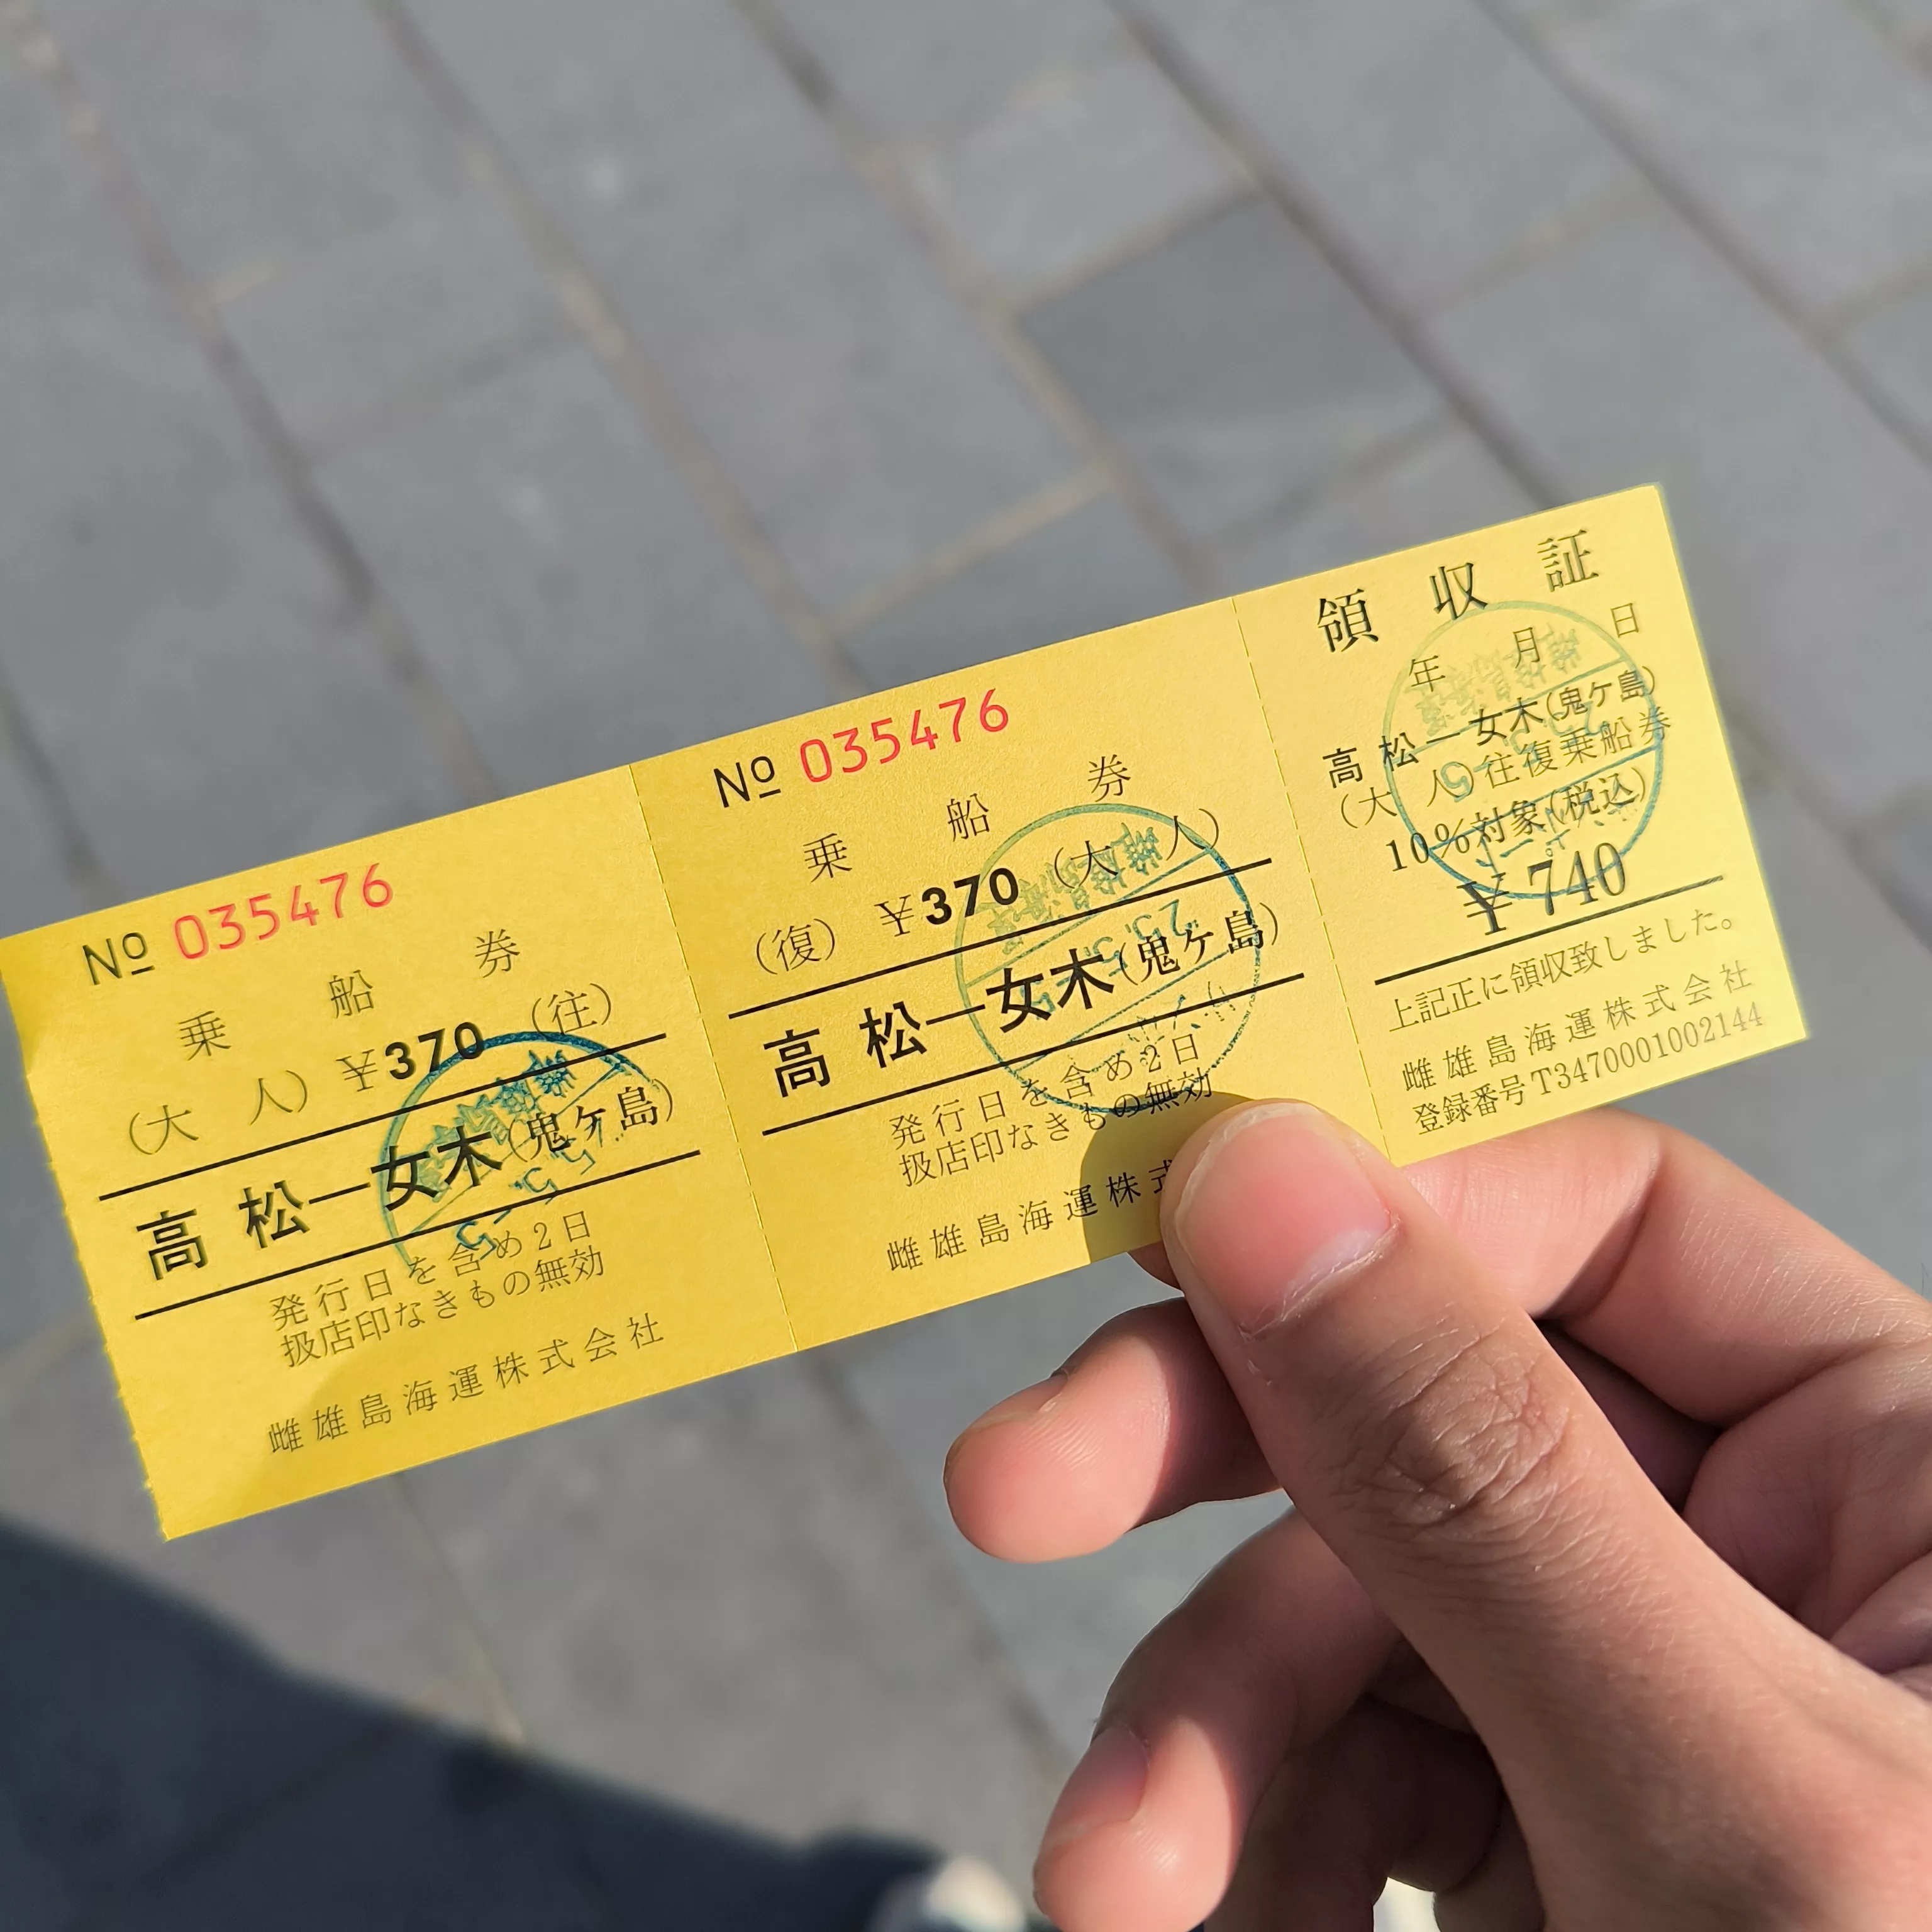 № 035476
乗船券
(大人) ¥370 (往)
高松―女木(鬼ケ島)
発行日を含め2日
扱店印なきもの無効
雌雄島海運株式会社
№ 035476
乗船券
(復) ¥370 (大人)
高松―女木(鬼ケ島)
発行日を含め2日
扱店印なきもの無効
雌雄島海運株式
領収証
年月日
高松―女木(鬼ケ島)
(大人)往復乗船券
10%対象(税込)
¥740
上記正に領収致しました。
雌雄島海運株式会社
登録番号T3470001002144